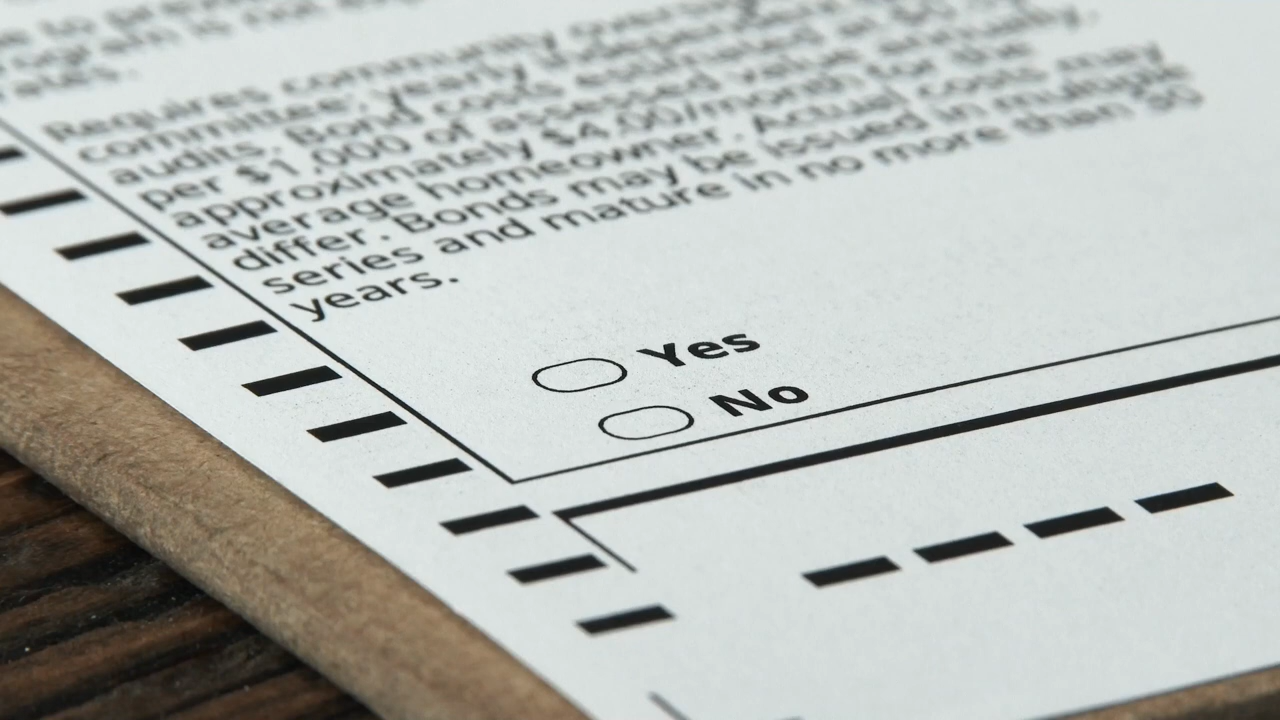 ates.
Requires community oversight
committee, yearly
audits. Bond costs estimated at
per $1,000 of assessed value annually.
approximately $4.00/month for the
average homeowner. Actual costs may
differ. Bonds may be issued in multiple
series and mature in no more than 30
years.
Yes
No